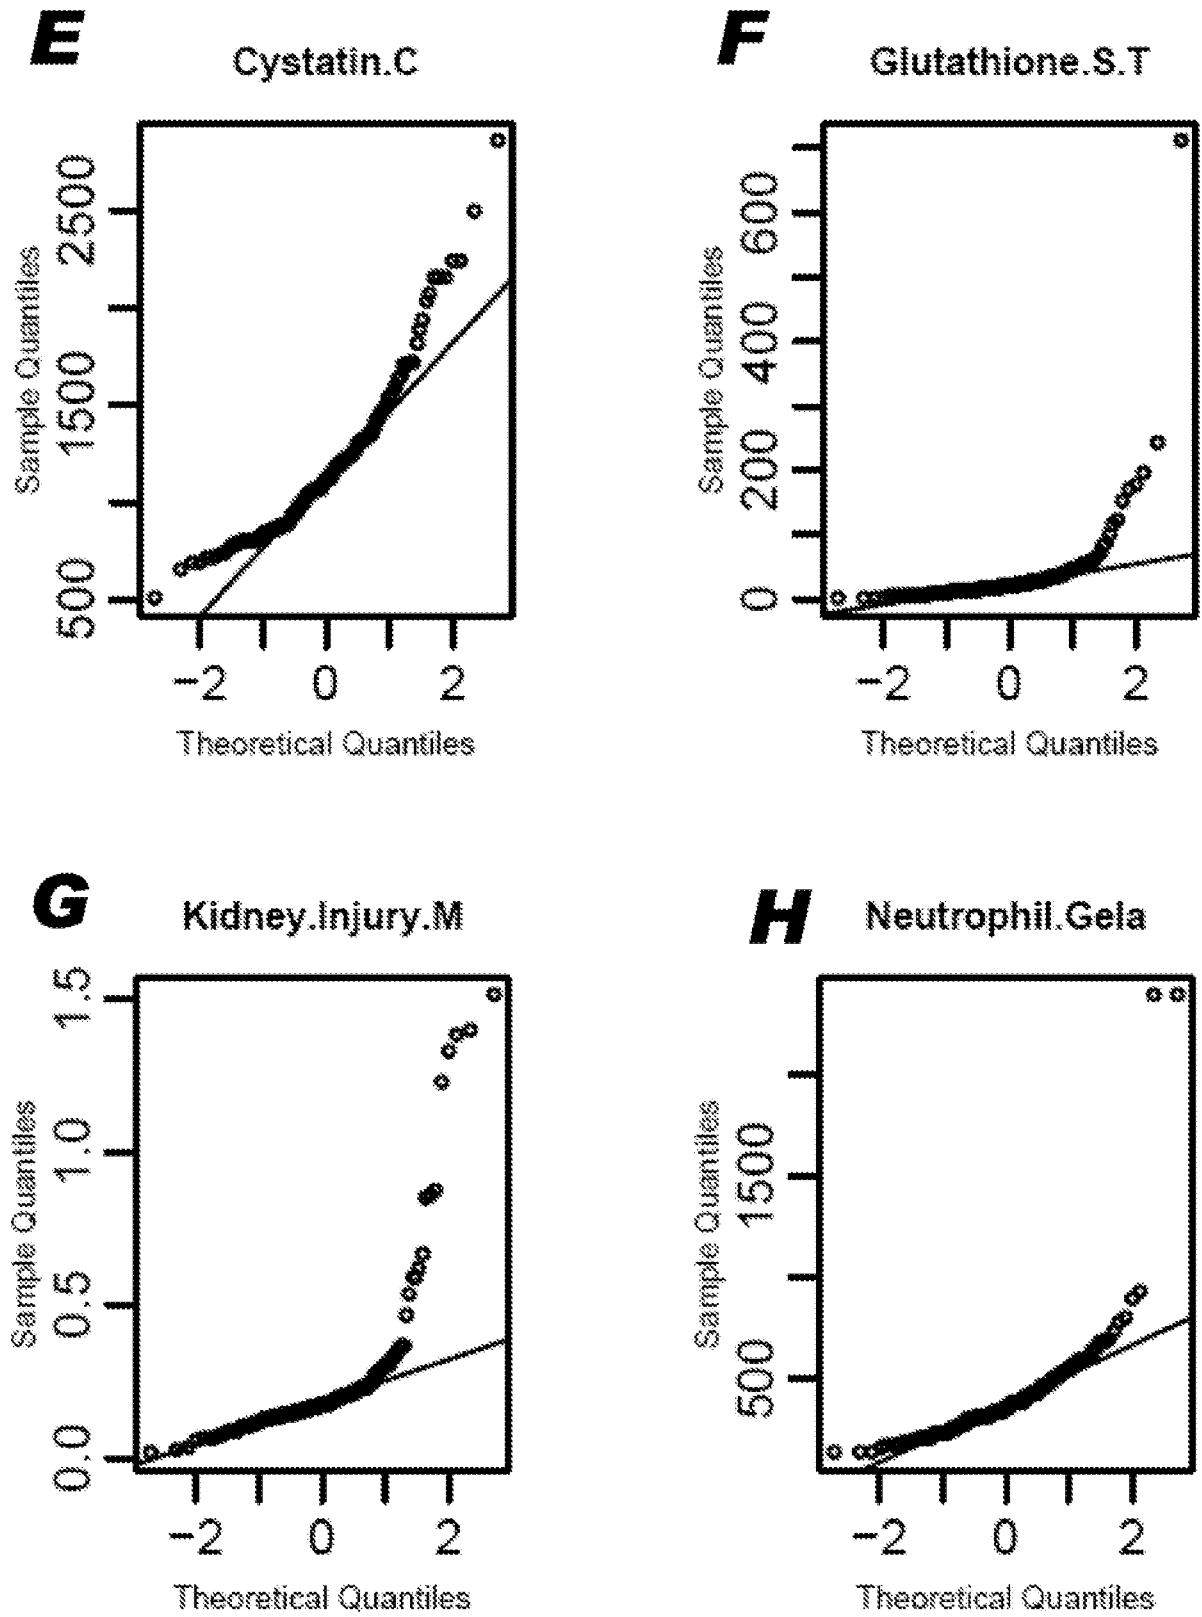 E
Cystatin.C
Sample Quantiles
2500
1500
500
−2 0 2
Theoretical Quantiles
F
Glutathione.S.T
Sample Quantiles
600
400
200
0
−2 0 2
Theoretical Quantiles
G
Kidney.Injury.M
Sample Quantiles
1.5
1.0
0.5
0.0
−2 0 2
Theoretical Quantiles
H
Neutrophil.Gela
Sample Quantiles
1500
500
−2 0 2
Theoretical Quantiles